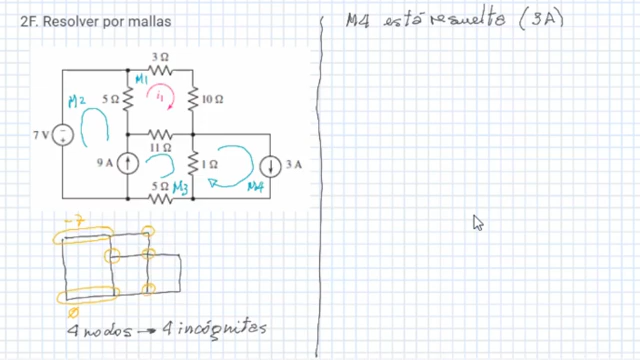 2F. Resolver por mallas
M4 está resuelto (3A)
3 Ω
M1
M2
5 Ω
i1
10 Ω
7 V
11 Ω
9 A
1 Ω
3 A
5 Ω
M3
M4
-7
0
4 nodos → 4 incógnitas